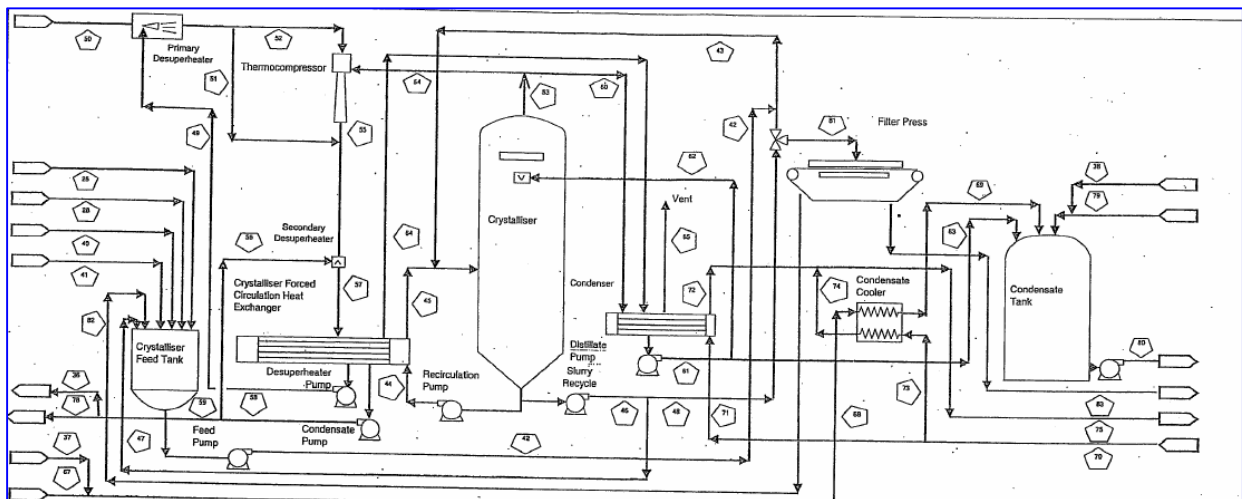 50
52
Primary
Desuperheater
Thermocompressor
51
54
53
60
43
49
55
42
81
Filter Press
62
25
28
40
41
Crystalliser
Vent
69
38
79
Secondary
Desuperheater
56
57
64
65
63
Crystalliser Forced
Circulation Heat
Exchanger
45
Condenser
72
74
Condensate
Cooler
Condensate
Tank
82
Crystalliser
Feed Tank
Desuperheater
Pump
44
Recirculation
Pump
Distillate
Pump
Slurry
Recycle
61
80
36
78
59
58
46
48
71
68
73
83
75
70
47
Feed
Pump
Condensate
Pump
42
37
67